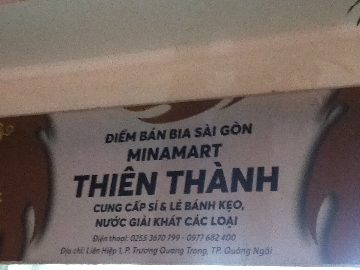 ĐIỂM BÁN BIA SÀI GÒN
MINAMART
THIÊN THÀNH
CUNG CẤP SỈ & LẺ BÁNH KẸO,
NƯỚC GIẢI KHÁT CÁC LOẠI
Điện thoại: 0255 3670 799 - 0977 682 400
Địa chỉ: Liên Hiệp 1, P. Trương Quang Trọng, TP. Quảng Ngãi